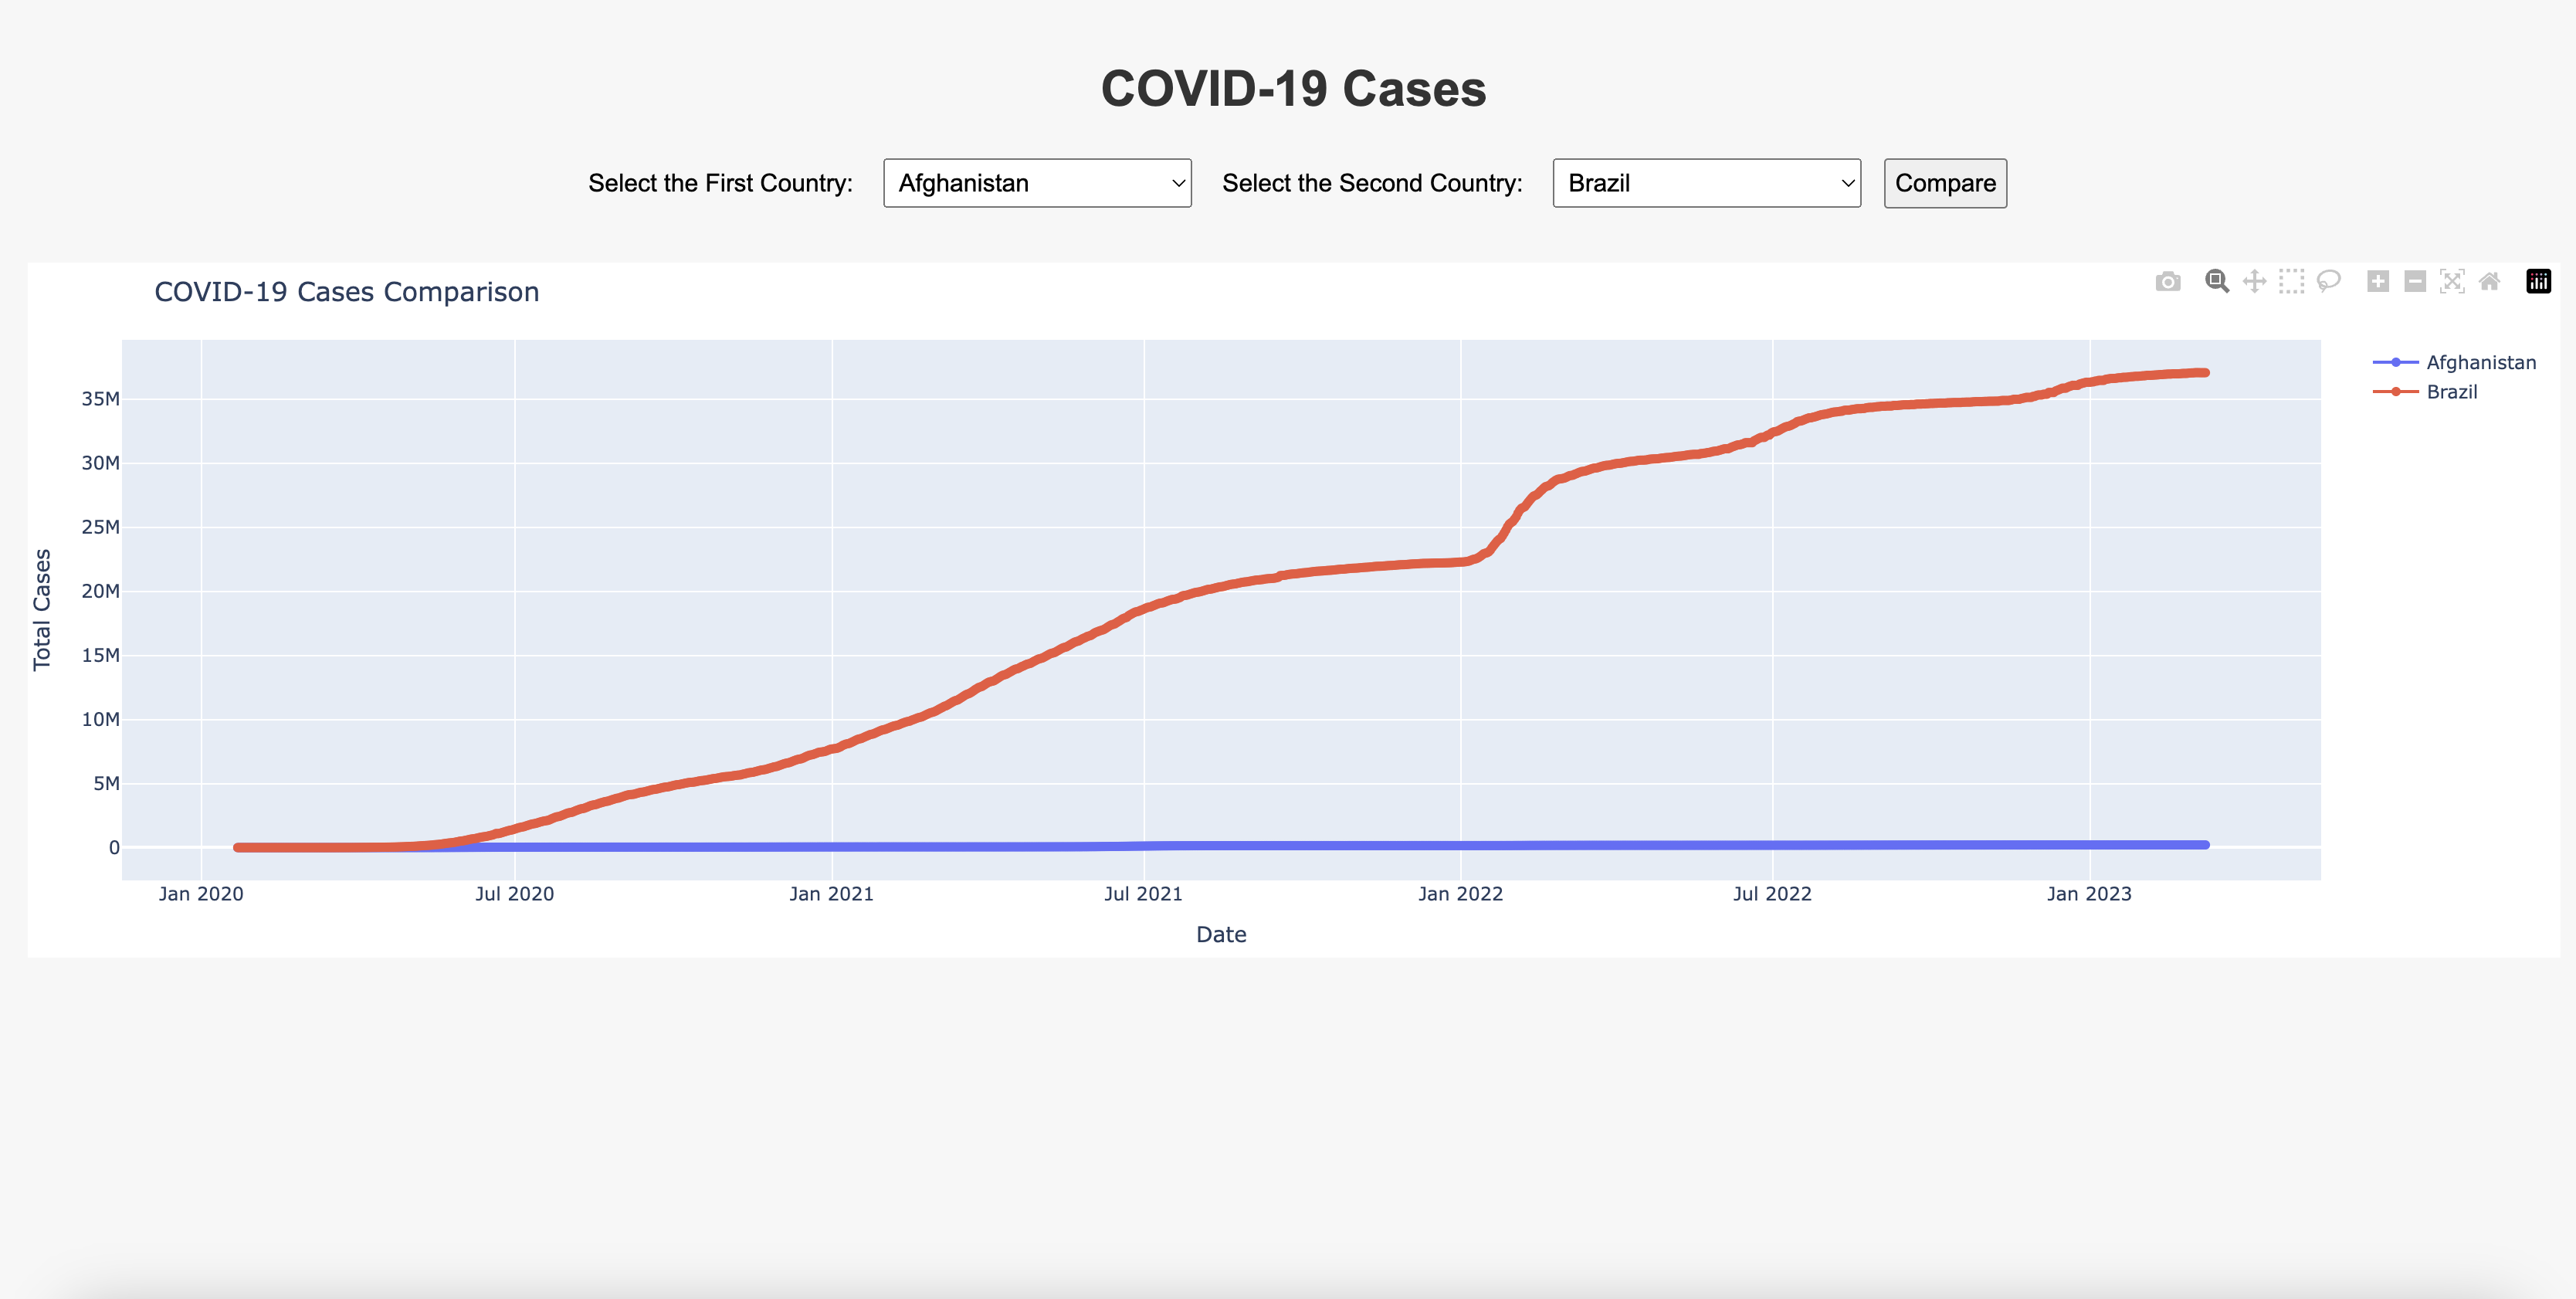 COVID-19 Cases
Select the First Country: Afghanistan Select the Second Country: Brazil Compare
COVID-19 Cases Comparison
Afghanistan
Brazil
Total Cases
35M
30M
25M
20M
15M
10M
5M
0
Jan 2020 Jul 2020 Jan 2021 Jul 2021 Jan 2022 Jul 2022 Jan 2023
Date